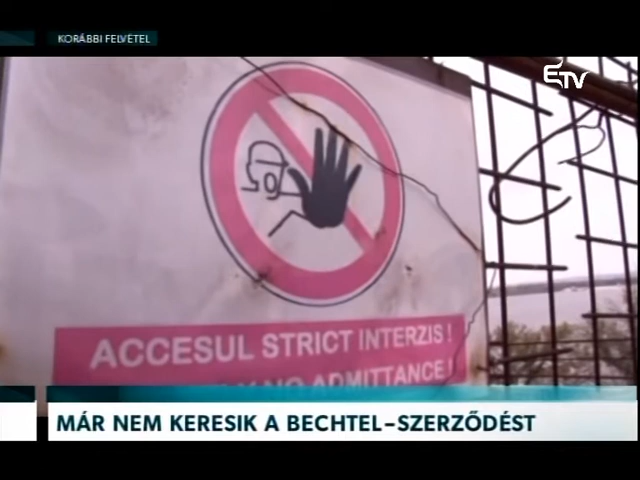 KORÁBBI FELVÉTEL
ETV
ACCESUL STRICT INTERZIS !
NO ADMITTANCE !
MÁR NEM KERESIK A BECHTEL-SZERZŐDÉST